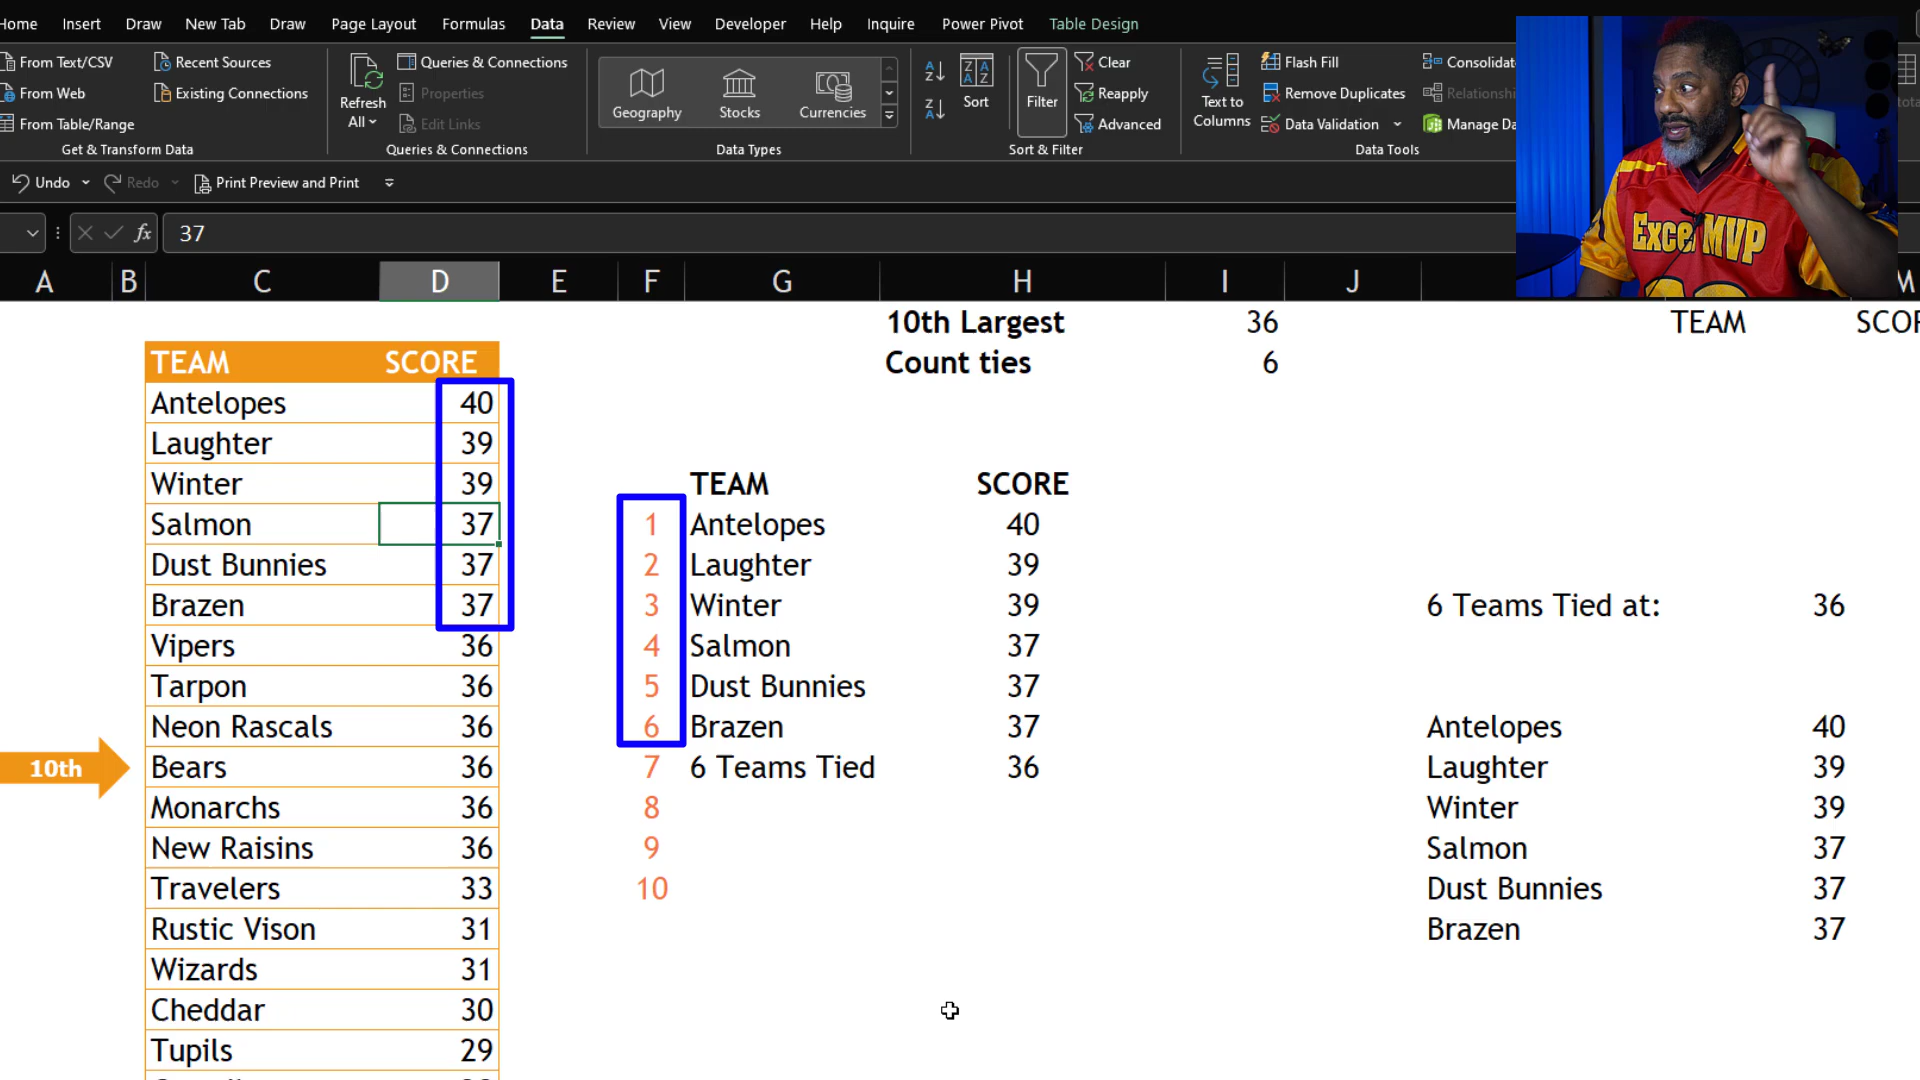 Home Insert Draw New Tab Draw Page Layout Formulas Data Review View Developer Help Inquire Power Pivot Table Design
From Text/CSV
From Web
From Table/Range
Get & Transform Data
Recent Sources
Existing Connections
Refresh
All
Queries & Connections
Properties
Edit Links
Queries & Connections
Geography Stocks Currencies
Data Types
Sort
Filter
Clear
Reapply
Advanced
Sort & Filter
Text to
Columns
Flash Fill
Remove Duplicates
Data Validation
Consolidat
Relationshi
Manage Da
Data Tools
Excel MVP
Undo Redo Print Preview and Print
fx 37
A B C D E F G H I J M
10th Largest 36
Count ties 6
TEAM SCOR
TEAM SCORE
Antelopes 40
Laughter 39
Winter 39
Salmon 37
Dust Bunnies 37
Brazen 37
Vipers 36
Tarpon 36
Neon Rascals 36
10th
Bears 36
Monarchs 36
New Raisins 36
Travelers 33
Rustic Vison 31
Wizards 31
Cheddar 30
Tupils 29
TEAM SCORE
1 Antelopes 40
2 Laughter 39
3 Winter 39
4 Salmon 37
5 Dust Bunnies 37
6 Brazen 37
7 6 Teams Tied 36
8
9
10
6 Teams Tied at: 36
Antelopes 40
Laughter 39
Winter 39
Salmon 37
Dust Bunnies 37
Brazen 37